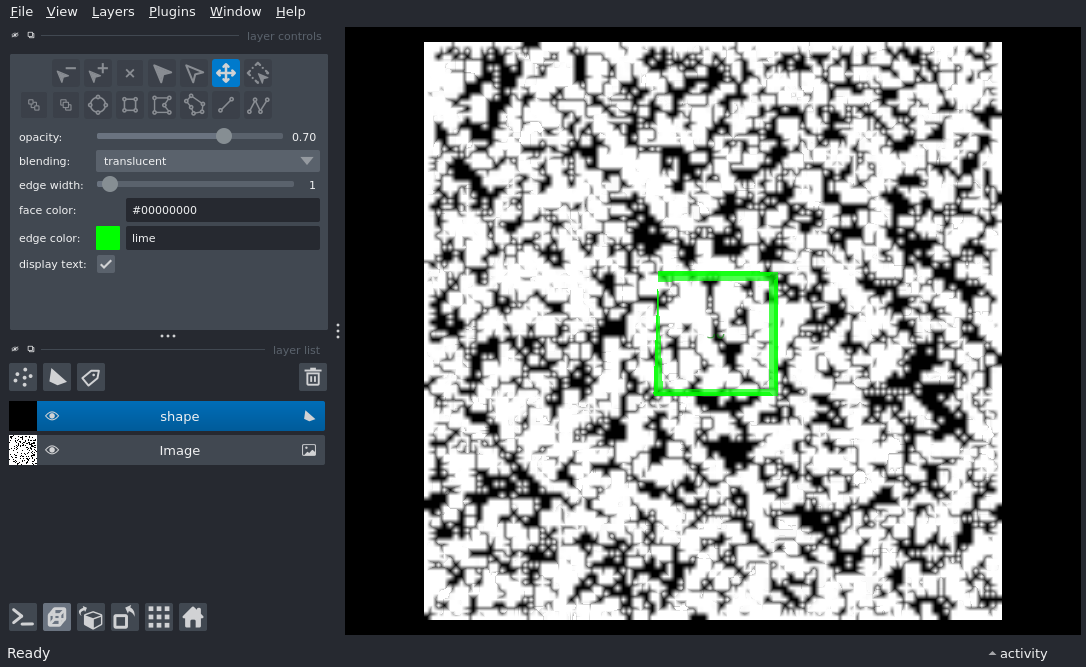 File View Layers Plugins Window Help
layer controls
opacity: 0.70
blending: translucent
edge width: 1
face color: #00000000
edge color: lime
display text:
layer list
shape
Image
Ready
activity